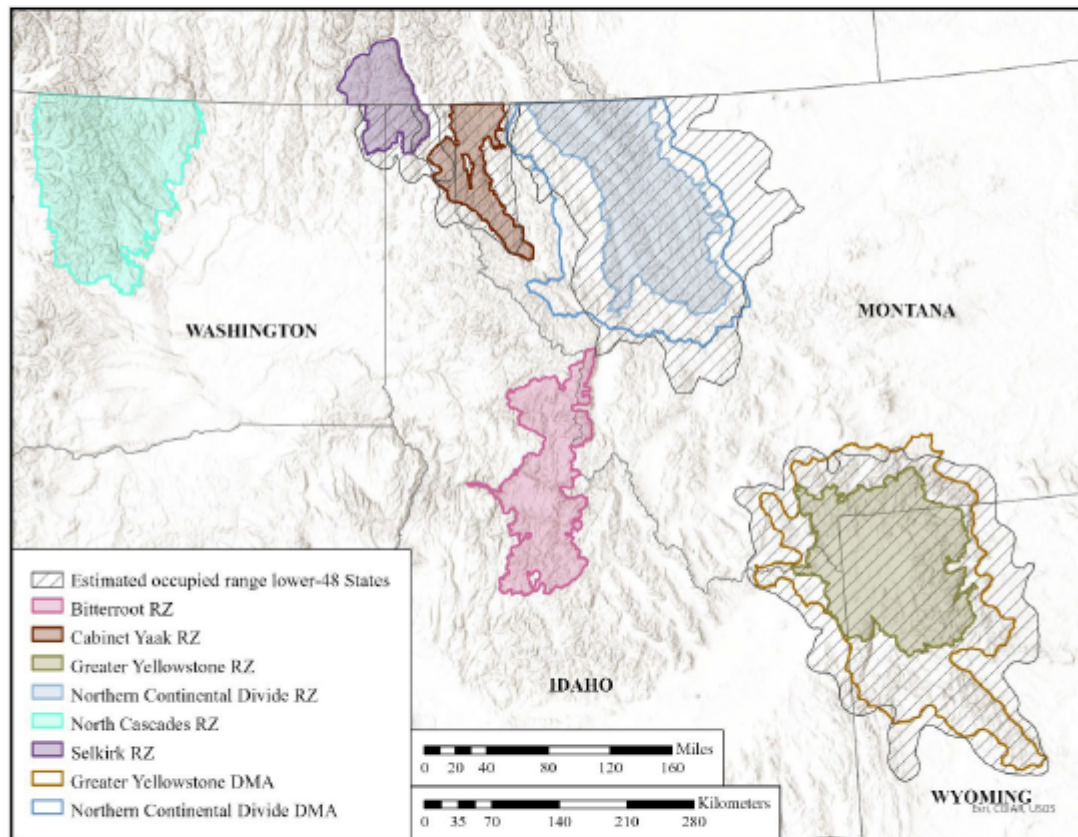 WASHINGTON
MONTANA
IDAHO
WYOMING
Estimated occupied range lower-48 States
Bitterroot RZ
Cabinet Yaak RZ
Greater Yellowstone RZ
Northern Continental Divide RZ
North Cascades RZ
Selkirk RZ
Greater Yellowstone DMA
Northern Continental Divide DMA
Miles
0 20 40 80 120 160
Kilometers
0 35 70 140 210 280
USGS